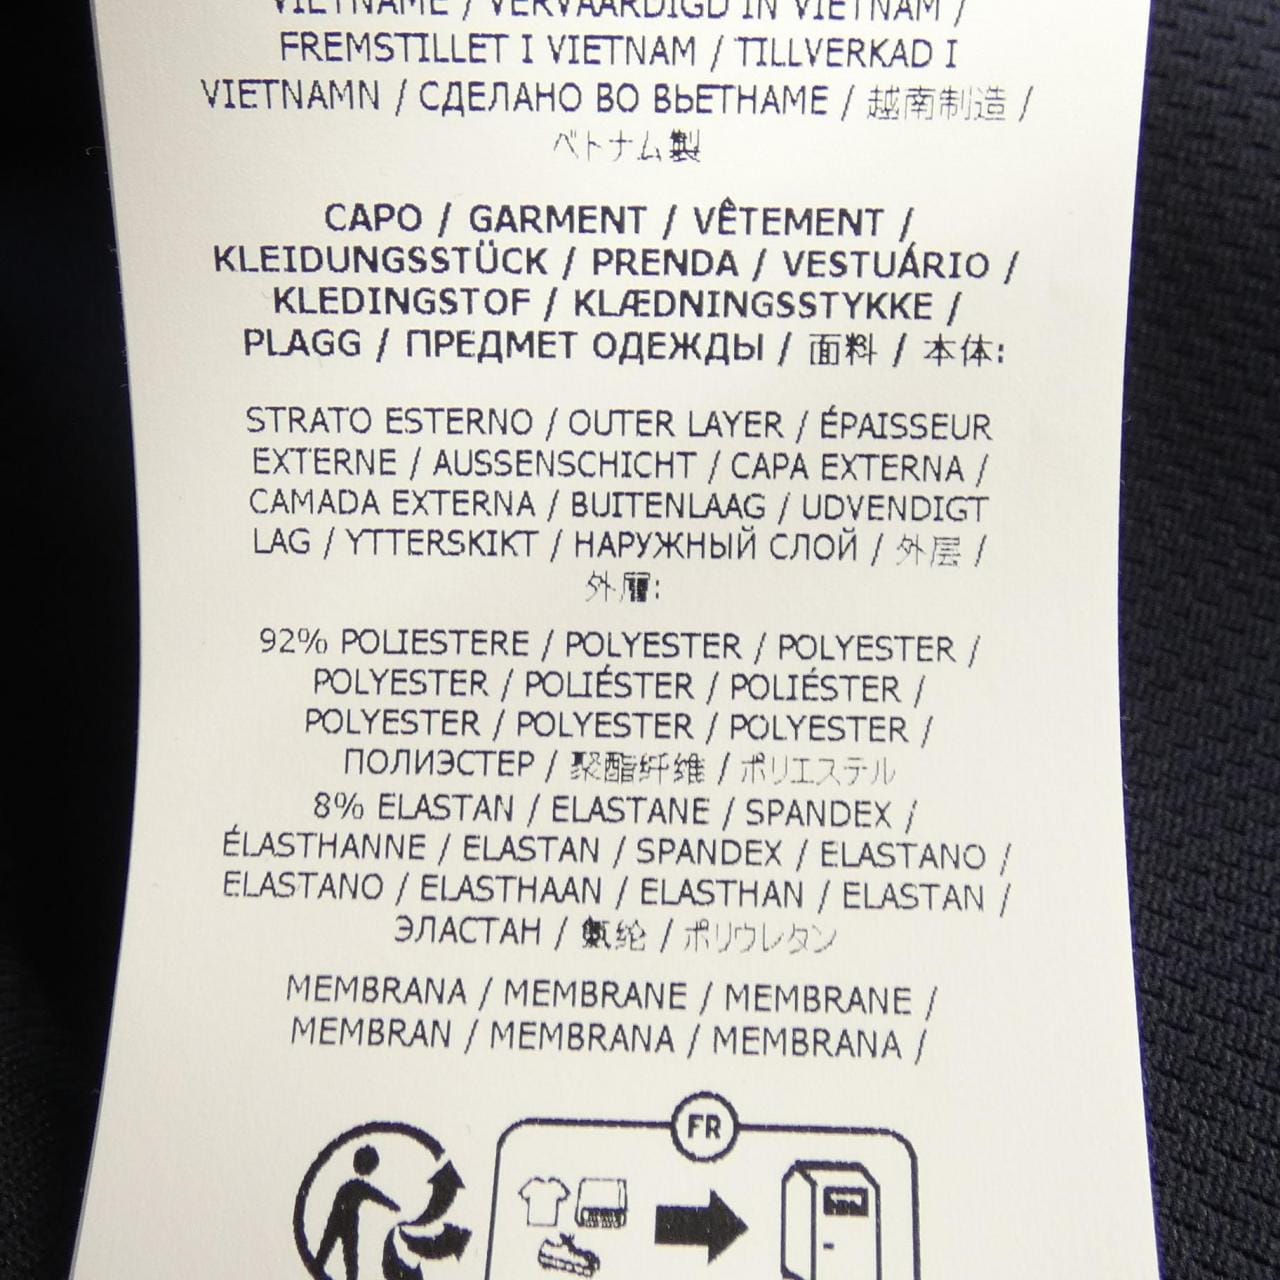 VIETNAME / VERVAARDIGD IN VIETNAM /
FREMSTILLET I VIETNAM / TILLVERKAD I
VIETNAMN / СДЕЛАНО ВО ВЬЕТНАМЕ / 越南制造 /
ベトナム製
CAPO / GARMENT / VÊTEMENT /
KLEIDUNGSSTÜCK / PRENDA / VESTUÁRIO /
KLEDINGSTOF / KLÆDNINGSSTYKKE /
PLAGG / ПРЕДМЕТ ОДЕЖДЫ / 面料 / 本体:
STRATO ESTERNO / OUTER LAYER / ÉPAISSEUR
EXTERNE / AUSSENSCHICHT / CAPA EXTERNA /
CAMADA EXTERNA / BUITENLAAG / UDVENDIGT
LAG / YTTERSKIKT / НАРУЖНЫЙ СЛОЙ / 外层 /
外層:
92% POLIESTERE / POLYESTER / POLYESTER /
POLYESTER / POLIÉSTER / POLIÉSTER /
POLYESTER / POLYESTER / POLYESTER /
ПОЛИЭСТЕР / 聚酯纤维 / ポリエステル
8% ELASTAN / ELASTANE / SPANDEX /
ÉLASTHANNE / ELASTAN / SPANDEX / ELASTANO /
ELASTANO / ELASTHAAN / ELASTHAN / ELASTAN /
ЭЛАСТАН / 氨纶 / ポリウレタン
MEMBRANA / MEMBRANE / MEMBRANE /
MEMBRAN / MEMBRANA / MEMBRANA /
FR